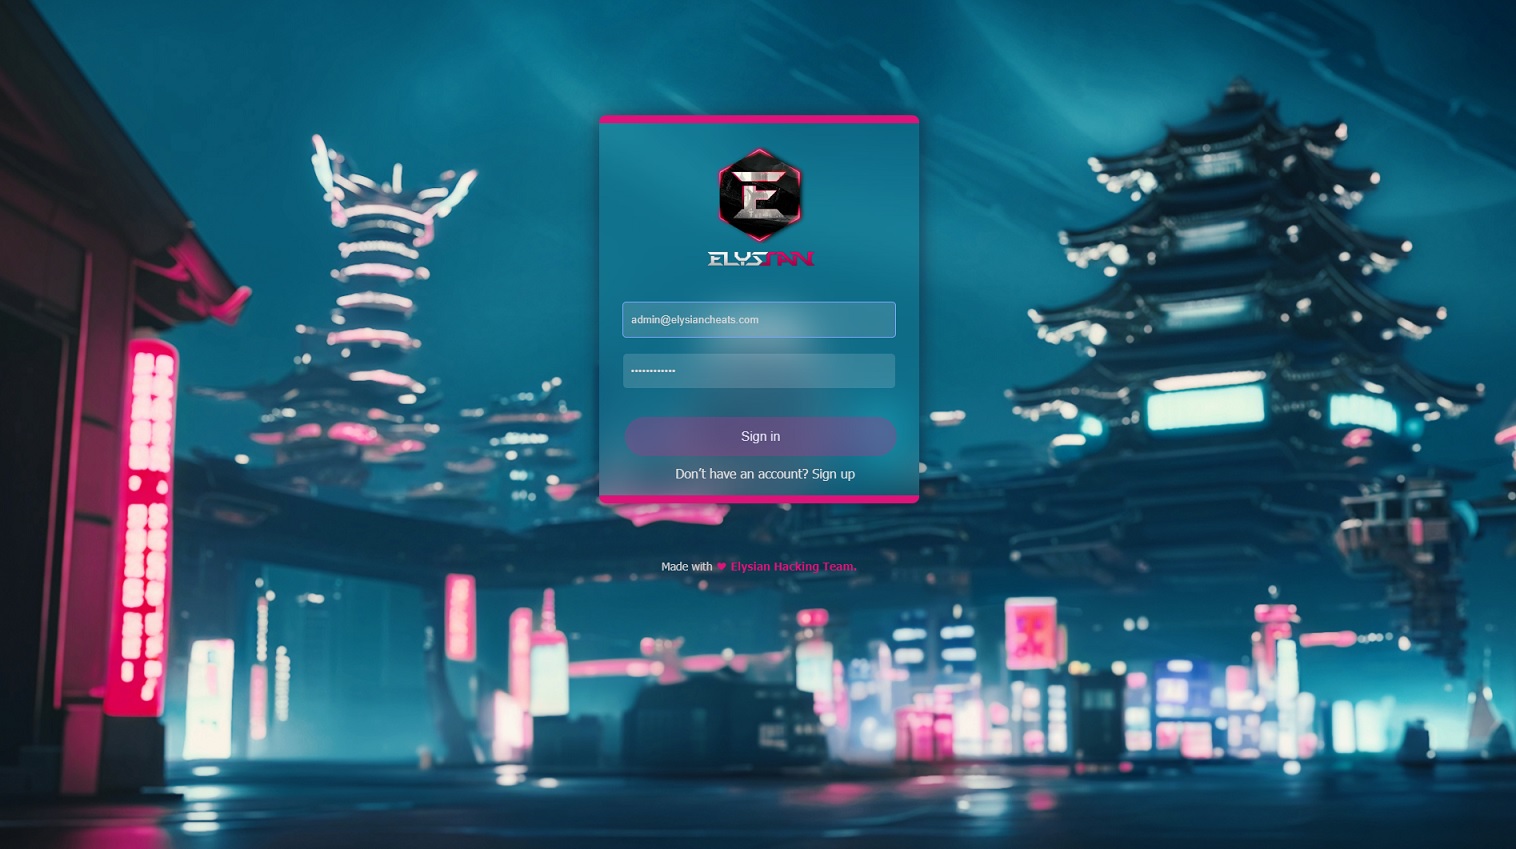 E
ELYSIAN
admin@elysiancheats.com
••••••••••••
Sign in
Don't have an account? Sign up
Made with ♥ Elysian Hacking Team.